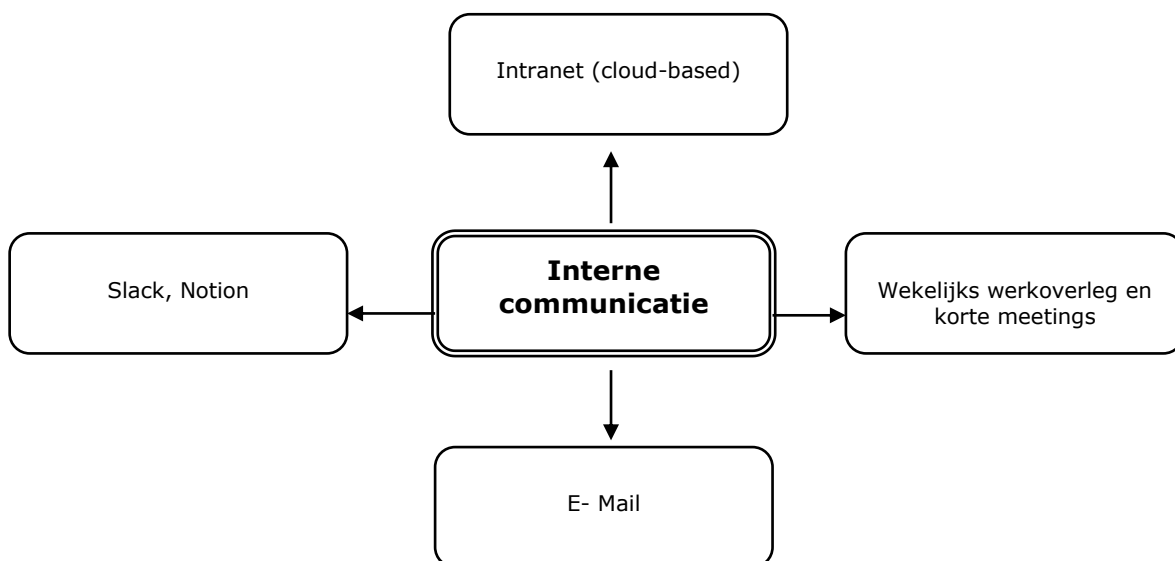 Intranet (cloud-based)
Slack, Notion
Interne
communicatie
Wekelijks werkoverleg en
korte meetings
E- Mail